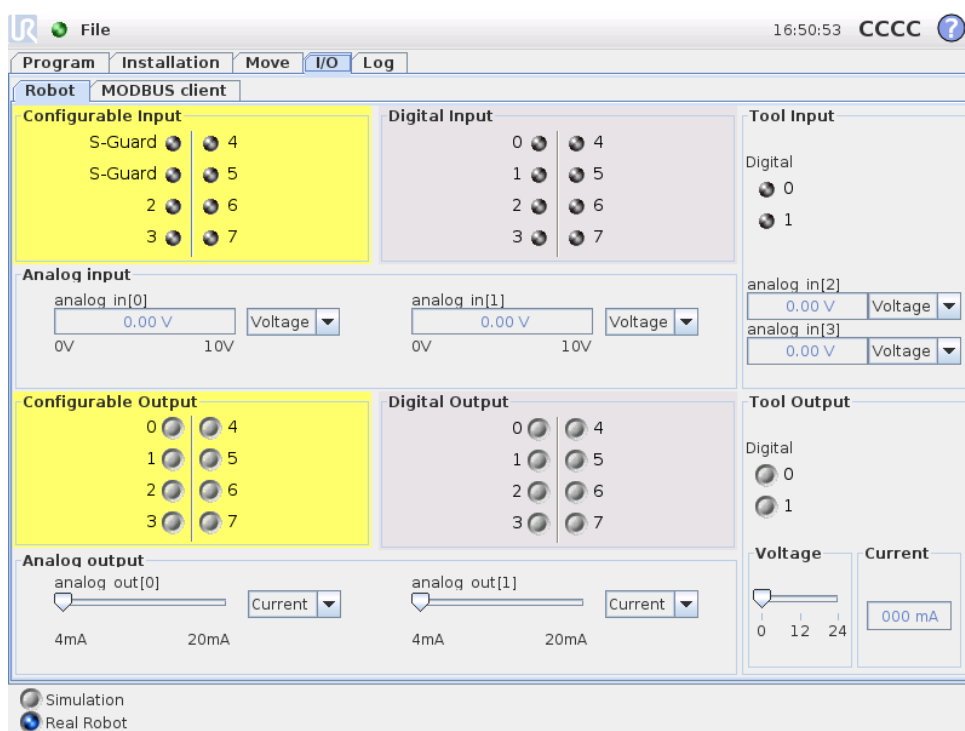 UR File 16:50:53 CCCC ?
Program Installation Move I/O Log
Robot MODBUS client
Configurable Input
S-Guard 4
S-Guard 5
2 6
3 7
Digital Input
0 4
1 5
2 6
3 7
Tool Input
Digital
0
1
Analog input
analog in[0]
0.00 V Voltage
0V 10V
analog in[1]
0.00 V Voltage
0V 10V
analog in[2]
0.00 V Voltage
analog in[3]
0.00 V Voltage
Configurable Output
0 4
1 5
2 6
3 7
Digital Output
0 4
1 5
2 6
3 7
Tool Output
Digital
0
1
Analog output
analog out[0]
Current
4mA 20mA
analog out[1]
Current
4mA 20mA
Voltage
0 12 24
Current
000 mA
Simulation
Real Robot